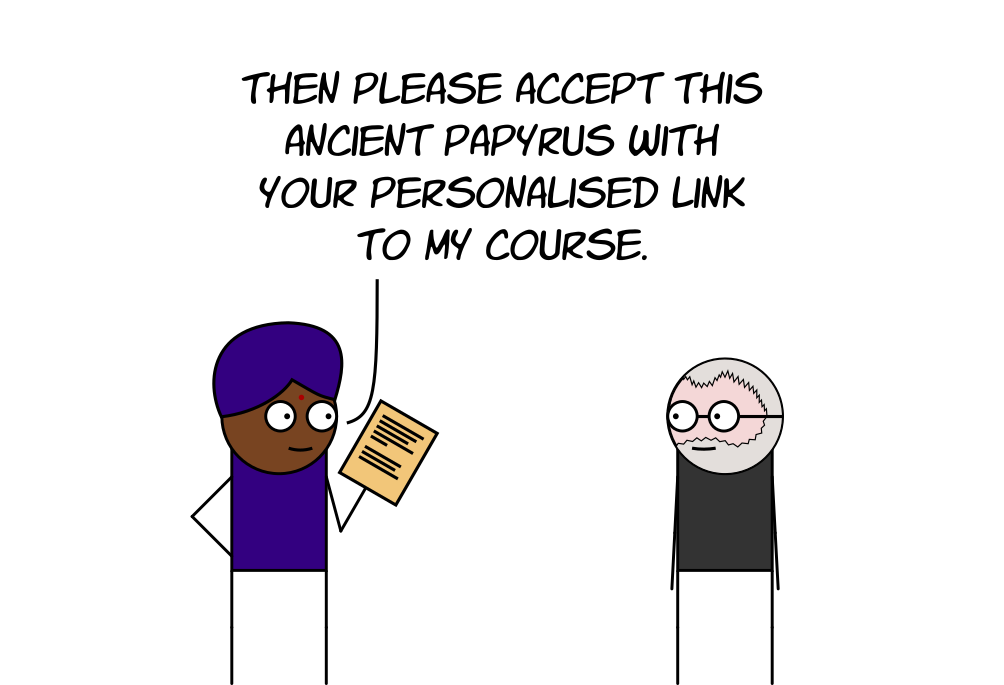 THEN PLEASE ACCEPT THIS
ANCIENT PAPYRUS WITH
YOUR PERSONALISED LINK
TO MY COURSE.